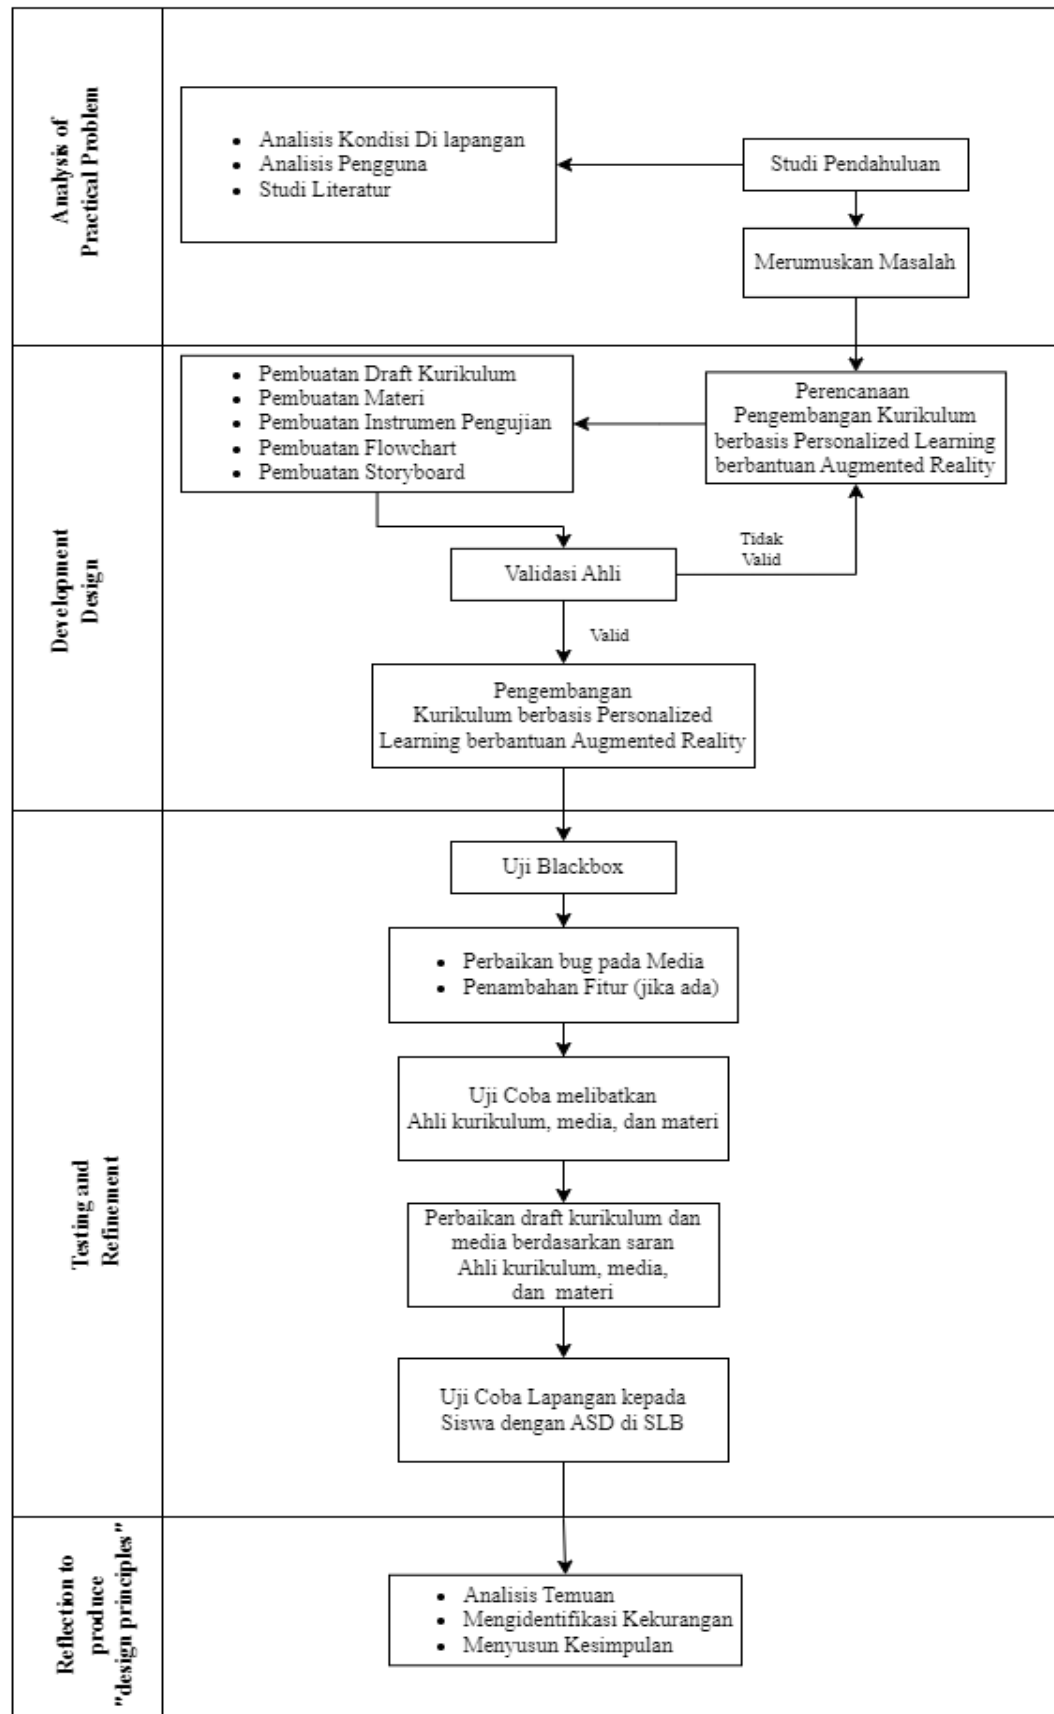 Analysis of
Practical Problem
• Analisis Kondisi Di lapangan
• Analisis Pengguna
• Studi Literatur
Studi Pendahuluan
Merumuskan Masalah
Development
Design
• Pembuatan Draft Kurikulum
• Pembuatan Materi
• Pembuatan Instrumen Pengujian
• Pembuatan Flowchart
• Pembuatan Storyboard
Perencanaan
Pengembangan Kurikulum
berbasis Personalized Learning
berbantuan Augmented Reality
Tidak
Valid
Validasi Ahli
Valid
Pengembangan
Kurikulum berbasis Personalized
Learning berbantuan Augmented Reality
Testing and
Refinement
Uji Blackbox
• Perbaikan bug pada Media
• Penambahan Fitur (jika ada)
Uji Coba melibatkan
Ahli kurikulum, media, dan materi
Perbaikan draft kurikulum dan
media berdasarkan saran
Ahli kurikulum, media,
dan materi
Uji Coba Lapangan kepada
Siswa dengan ASD di SLB
Reflection to
produce
"design principles"
• Analisis Temuan
• Mengidentifikasi Kekurangan
• Menyusun Kesimpulan